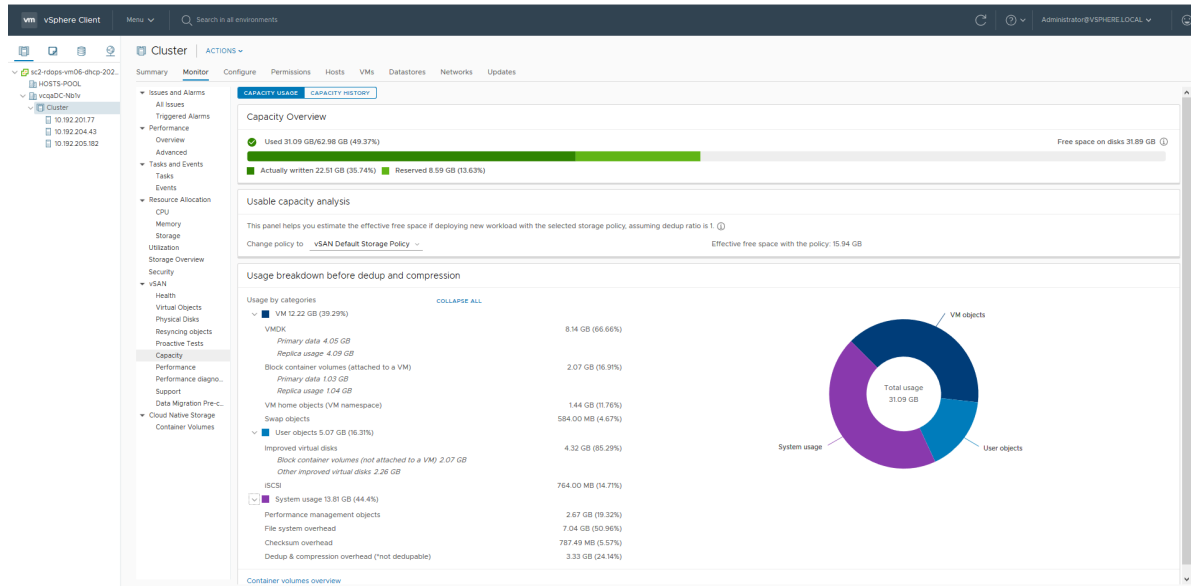 vm vSphere Client Menu Search in all environments Administrator@VSPHERE.LOCAL
sc2-rdops-vm06-dhcp-202...
HOSTS-POOL
vcqaDC-Nb1v
Cluster
10.192.201.77
10.192.204.43
10.192.205.182
Cluster ACTIONS
Summary Monitor Configure Permissions Hosts VMs Datastores Networks Updates
Issues and Alarms
All Issues
Triggered Alarms
Performance
Overview
Advanced
Tasks and Events
Tasks
Events
Resource Allocation
CPU
Memory
Storage
Utilization
Storage Overview
Security
vSAN
Health
Virtual Objects
Physical Disks
Resyncing objects
Proactive Tests
Capacity
Performance
Performance diagno...
Support
Data Migration Pre-c...
Cloud Native Storage
Container Volumes
CAPACITY USAGE CAPACITY HISTORY
Capacity Overview
Used 31.09 GB/62.98 GB (49.37%) Free space on disks 31.89 GB
Actually written 22.51 GB (35.74%) Reserved 8.59 GB (13.63%)
Usable capacity analysis
This panel helps you estimate the effective free space if deploying new workload with the selected storage policy, assuming dedup ratio is 1.
Change policy to vSAN Default Storage Policy Effective free space with the policy: 15.94 GB
Usage breakdown before dedup and compression
Usage by categories COLLAPSE ALL
VM 12.22 GB (39.29%)
VMDK 8.14 GB (66.66%)
Primary data 4.05 GB
Replica usage 4.09 GB
Block container volumes (attached to a VM) 2.07 GB (16.91%)
Primary data 1.03 GB
Replica usage 1.04 GB
VM home objects (VM namespace) 1.44 GB (11.76%)
Swap objects 584.00 MB (4.67%)
User objects 5.07 GB (16.31%)
Improved virtual disks 4.32 GB (85.29%)
Block container volumes (not attached to a VM) 2.07 GB
Other improved virtual disks 2.26 GB
iSCSI 764.00 MB (14.71%)
System usage 13.81 GB (44.4%)
Performance management objects 2.67 GB (19.32%)
File system overhead 7.04 GB (50.96%)
Checksum overhead 787.49 MB (5.57%)
Dedup & compression overhead (*not dedupable) 3.33 GB (24.14%)
Container volumes overview
VM objects
Total usage
31.09 GB
System usage
User objects